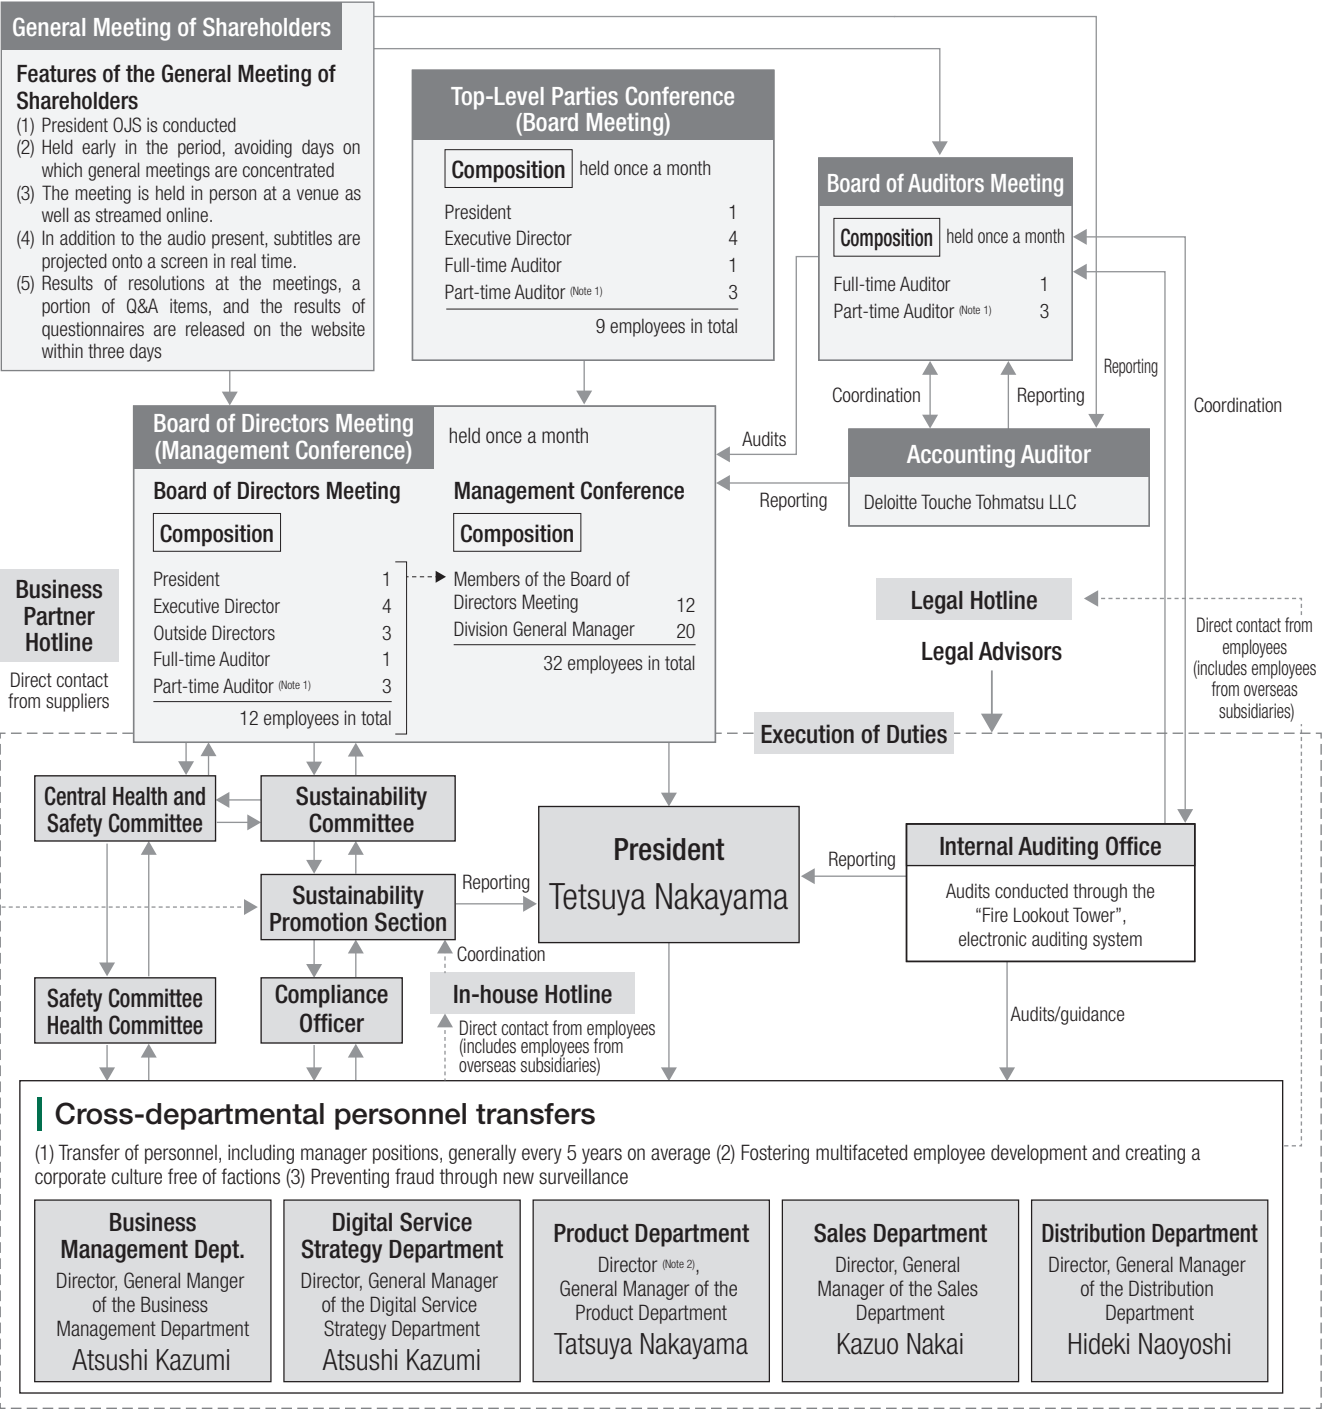 General Meeting of Shareholders
Features of the General Meeting of
Shareholders
(1) President OJS is conducted
(2) Held early in the period, avoiding days on
which general meetings are concentrated
(3) The meeting is held in person at a venue as
well as streamed online.
(4) In addition to the audio present, subtitles are
projected onto a screen in real time.
(5) Results of resolutions at the meetings, a
portion of Q&A items, and the results of
questionnaires are released on the website
within three days
Top-Level Parties Conference
(Board Meeting)
Composition held once a month
President 1
Executive Director 4
Full-time Auditor 1
Part-time Auditor (Note 1) 3
9 employees in total
Board of Auditors Meeting
Composition held once a month
Full-time Auditor 1
Part-time Auditor (Note 1) 3
Coordination
Reporting
Reporting
Coordination
Accounting Auditor
Deloitte Touche Tohmatsu LLC
Audits
Reporting
Board of Directors Meeting
(Management Conference)
held once a month
Board of Directors Meeting
Composition
President 1
Executive Director 4
Outside Directors 3
Full-time Auditor 1
Part-time Auditor (Note 1) 3
12 employees in total
Management Conference
Composition
Members of the Board of
Directors Meeting 12
Division General Manager 20
32 employees in total
Business
Partner
Hotline
Direct contact
from suppliers
Legal Hotline
Legal Advisors
Direct contact from
employees
(includes employees
from overseas
subsidiaries)
Execution of Duties
Central Health and
Safety Committee
Sustainability
Committee
Sustainability
Promotion Section
Reporting
President
Tetsuya Nakayama
Reporting
Internal Auditing Office
Audits conducted through the
“Fire Lookout Tower”,
electronic auditing system
Coordination
Safety Committee
Health Committee
Compliance
Officer
In-house Hotline
Direct contact from employees
(includes employees from
overseas subsidiaries)
Audits/guidance
Cross-departmental personnel transfers
(1) Transfer of personnel, including manager positions, generally every 5 years on average (2) Fostering multifaceted employee development and creating a
corporate culture free of factions (3) Preventing fraud through new surveillance
Business
Management Dept.
Director, General Manger
of the Business
Management Department
Atsushi Kazumi
Digital Service
Strategy Department
Director, General Manager
of the Digital Service
Strategy Department
Atsushi Kazumi
Product Department
Director (Note 2),
General Manager of the
Product Department
Tatsuya Nakayama
Sales Department
Director, General
Manager of the Sales
Department
Kazuo Nakai
Distribution Department
Director, General Manager
of the Distribution
Department
Hideki Naoyoshi